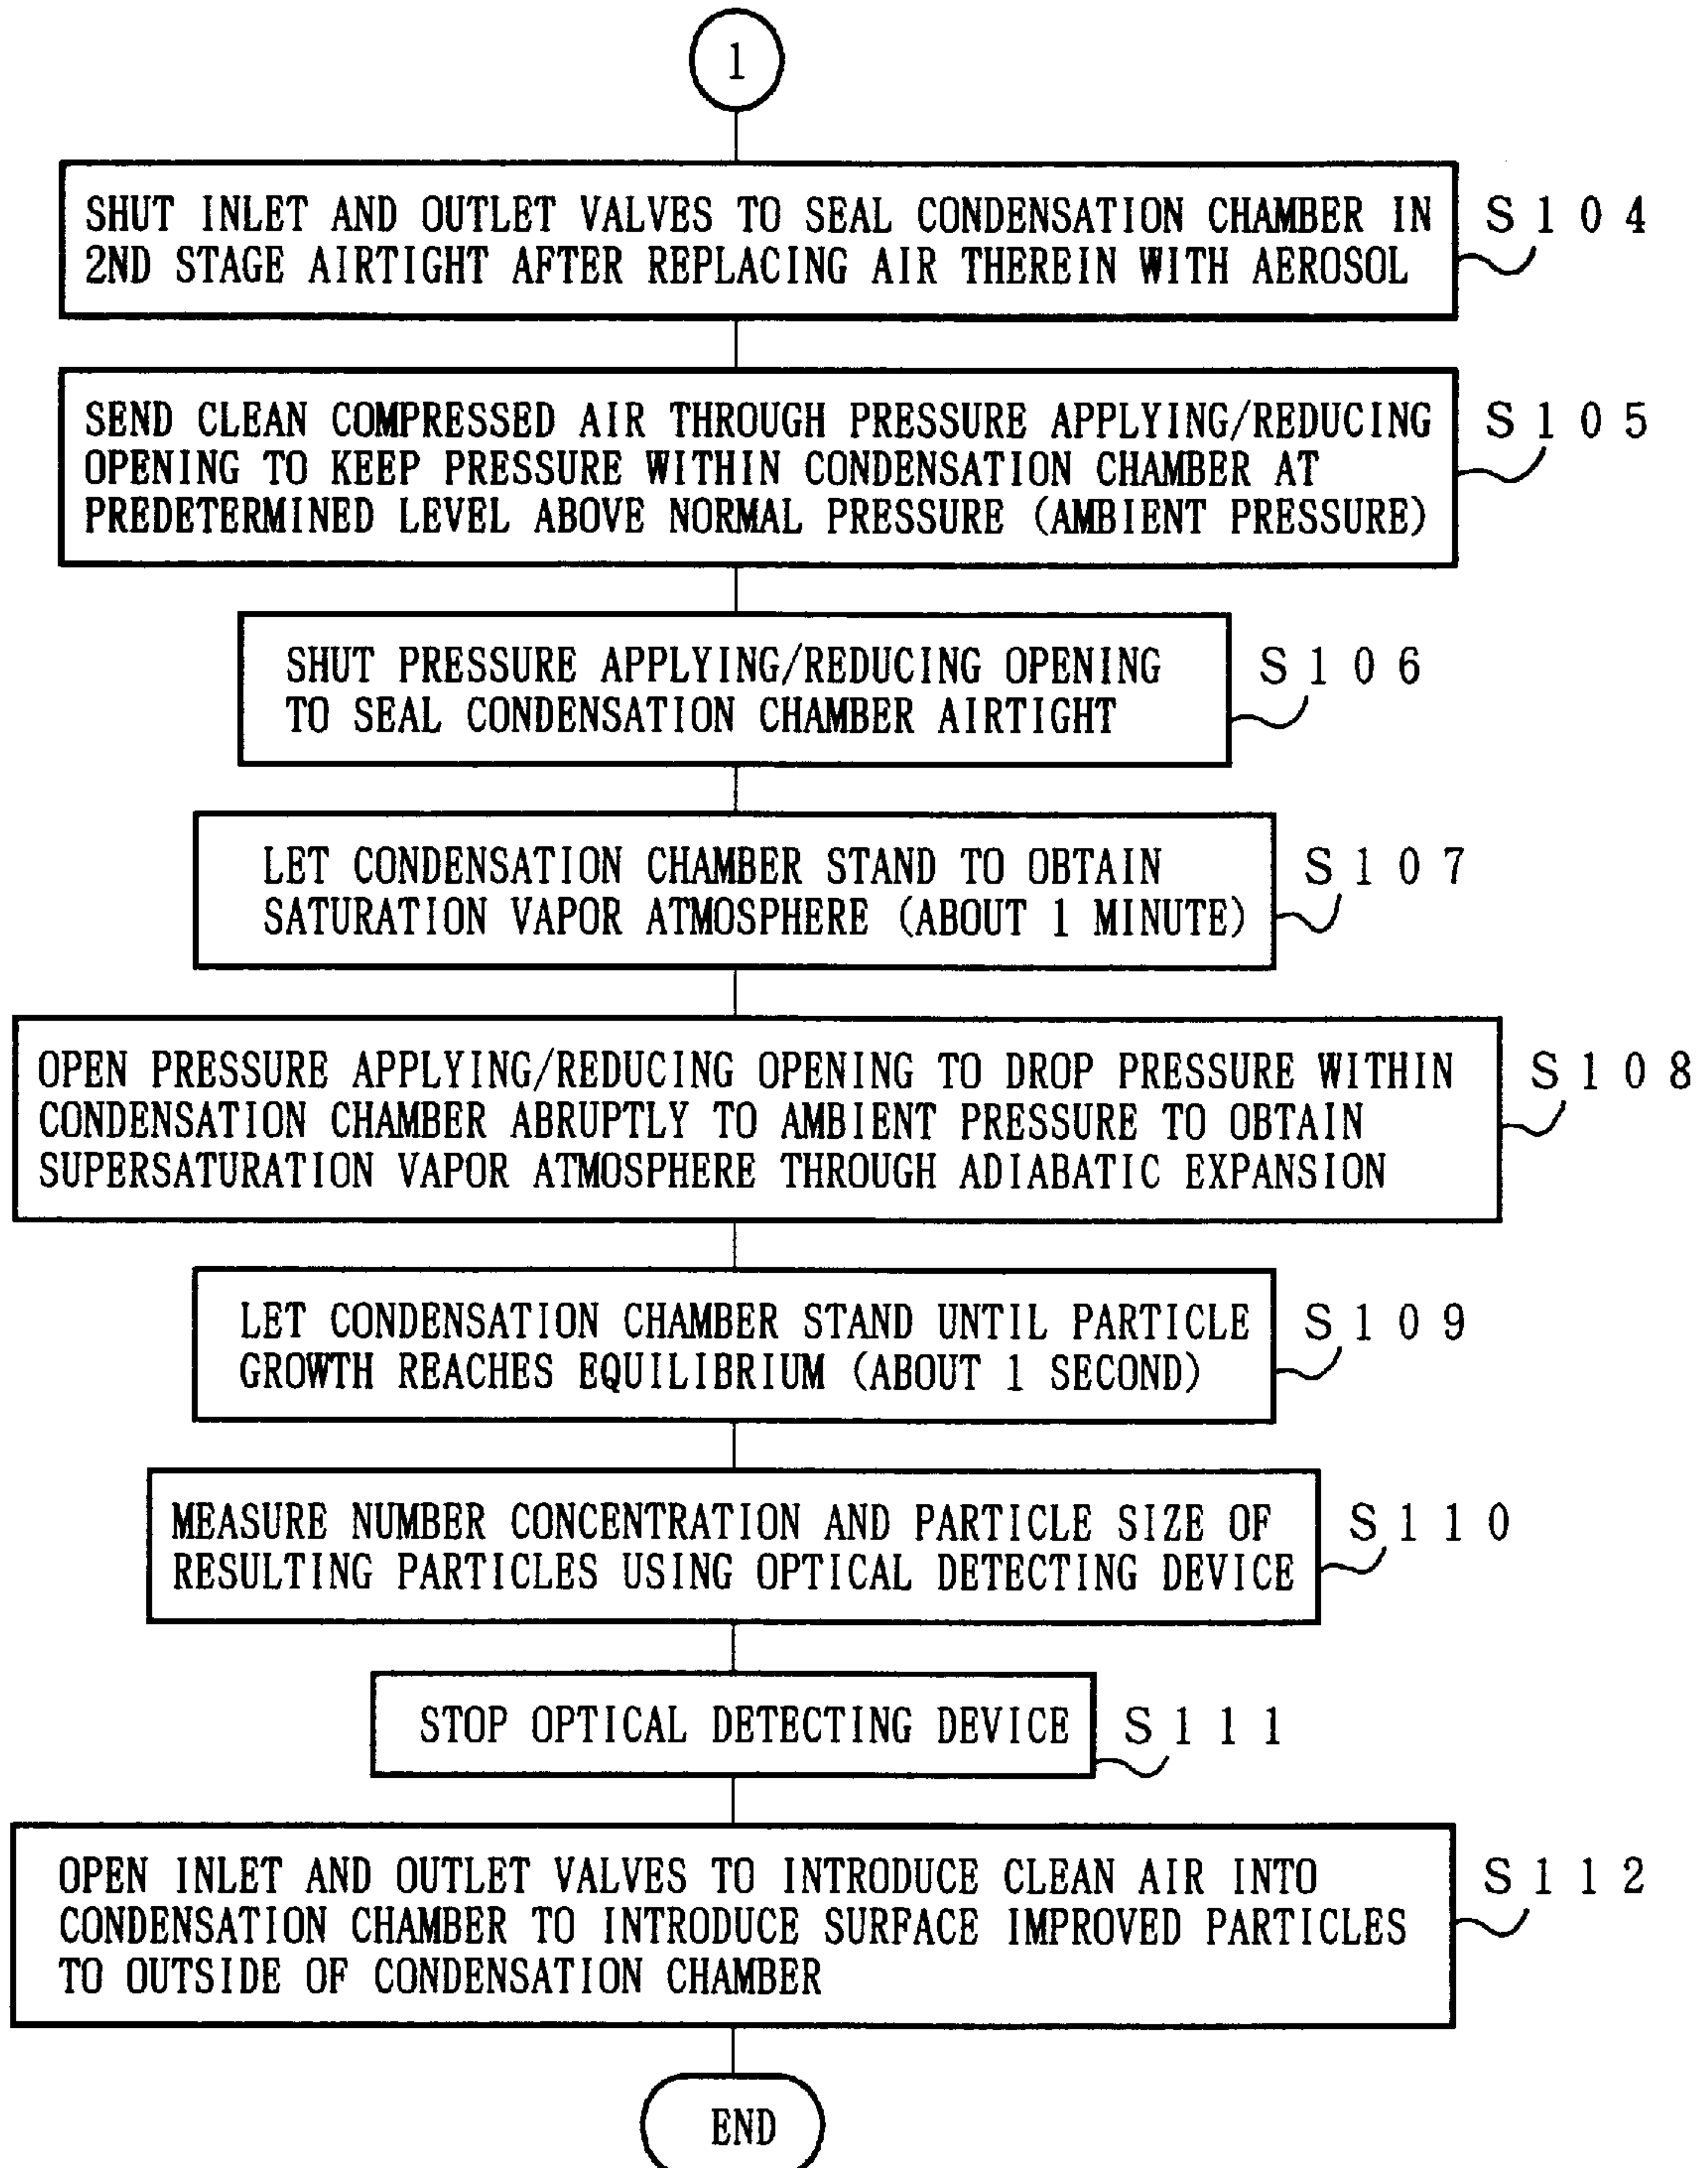 1
SHUT INLET AND OUTLET VALVES TO SEAL CONDENSATION CHAMBER IN
2ND STAGE AIRTIGHT AFTER REPLACING AIR THEREIN WITH AEROSOL
S104
SEND CLEAN COMPRESSED AIR THROUGH PRESSURE APPLYING/REDUCING
OPENING TO KEEP PRESSURE WITHIN CONDENSATION CHAMBER AT
PREDETERMINED LEVEL ABOVE NORMAL PRESSURE (AMBIENT PRESSURE)
S105
SHUT PRESSURE APPLYING/REDUCING OPENING
TO SEAL CONDENSATION CHAMBER AIRTIGHT
S106
LET CONDENSATION CHAMBER STAND TO OBTAIN
SATURATION VAPOR ATMOSPHERE (ABOUT 1 MINUTE)
S107
OPEN PRESSURE APPLYING/REDUCING OPENING TO DROP PRESSURE WITHIN
CONDENSATION CHAMBER ABRUPTLY TO AMBIENT PRESSURE TO OBTAIN
SUPERSATURATION VAPOR ATMOSPHERE THROUGH ADIABATIC EXPANSION
S108
LET CONDENSATION CHAMBER STAND UNTIL PARTICLE
GROWTH REACHES EQUILIBRIUM (ABOUT 1 SECOND)
S109
MEASURE NUMBER CONCENTRATION AND PARTICLE SIZE OF
RESULTING PARTICLES USING OPTICAL DETECTING DEVICE
S110
STOP OPTICAL DETECTING DEVICE
S111
OPEN INLET AND OUTLET VALVES TO INTRODUCE CLEAN AIR INTO
CONDENSATION CHAMBER TO INTRODUCE SURFACE IMPROVED PARTICLES
TO OUTSIDE OF CONDENSATION CHAMBER
S112
END